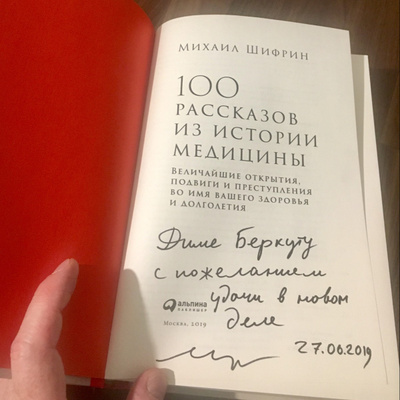 Михаил Шифрин
100
рассказов
из истории
медицины
Величайшие открытия,
подвиги и преступления
во имя вашего здоровья
и долголетия
Диме Беркуту
с пожеланием
удачи в новом
деле
альпина
паблишер
Москва, 2019
27.06.2019